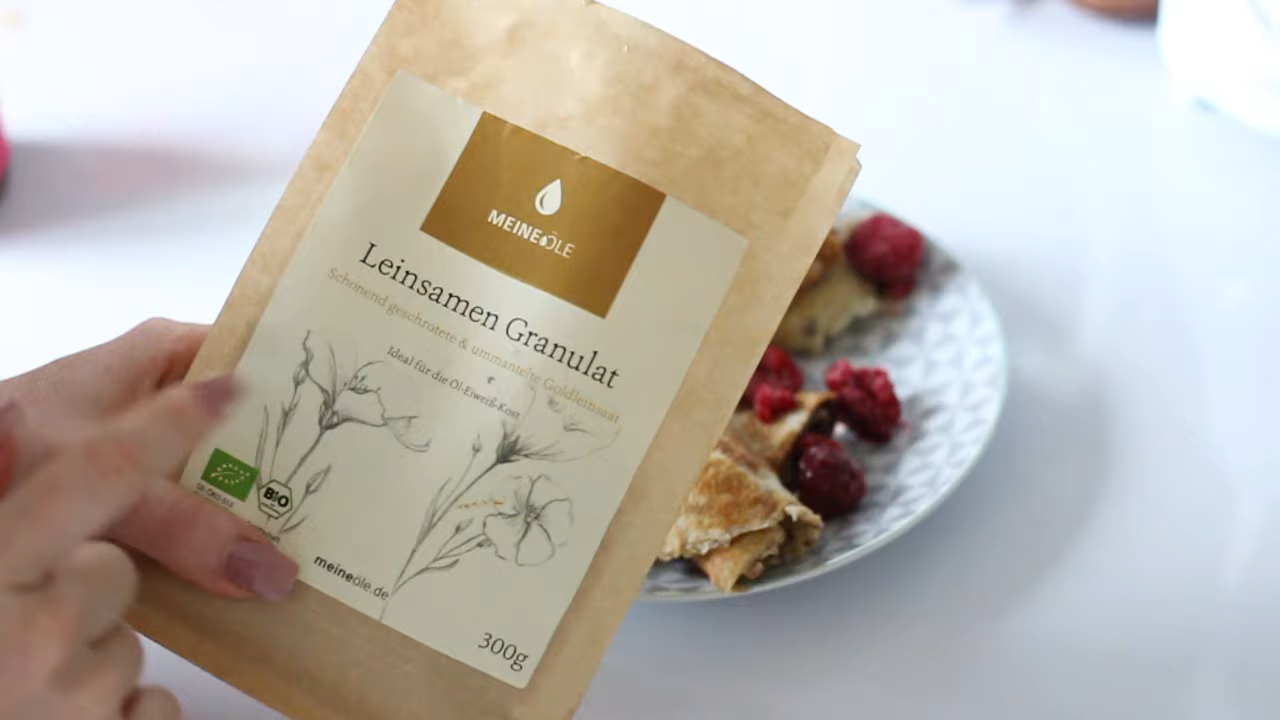 MEINEÖLE
Leinsamen Granulat
Schonend geschrotete & ummantelte Goldleinsaat
Ideal für die Öl-Eiweiß-Kost
BIO
meineöle.de
300g